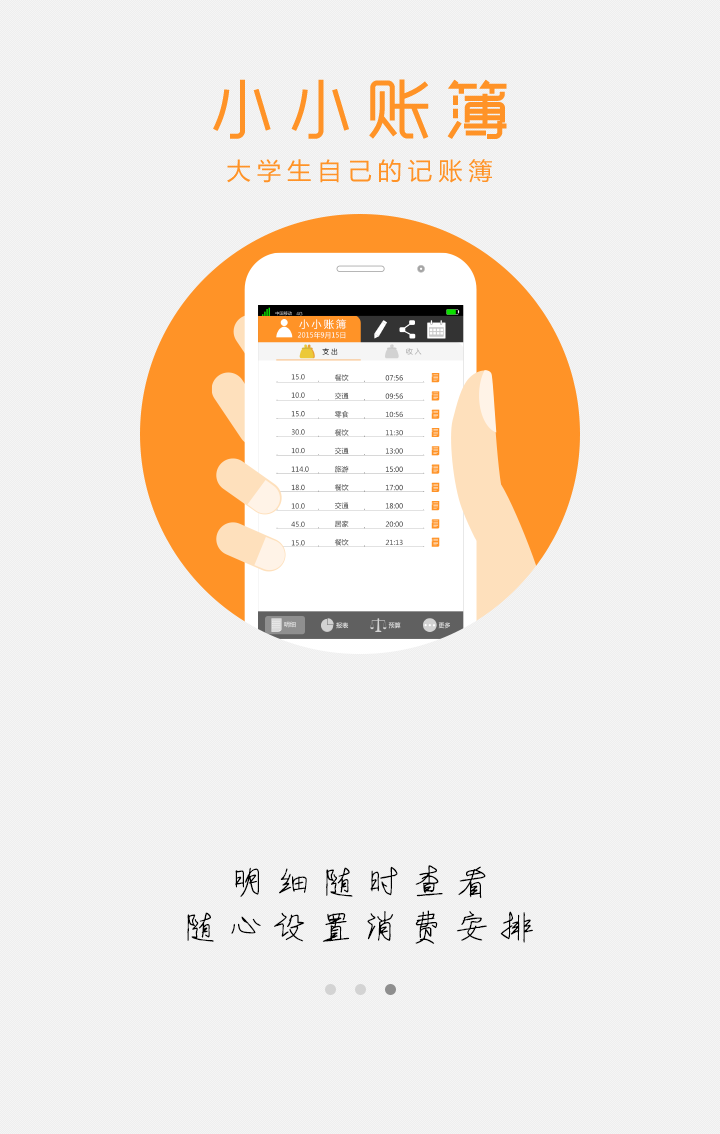 小小账簿
大学生自己的记账簿
中国移动 4G
小小账簿
2015年9月15日
支出 收入
15.0 餐饮 07:56
10.0 交通 09:56
15.0 零食 10:56
30.0 餐饮 11:30
10.0 交通 13:00
114.0 旅游 15:00
18.0 餐饮 17:00
10.0 交通 18:00
45.0 居家 20:00
15.0 餐饮 21:13
明细 报表 预算 更多
明细随时查看
随心设置消费安排